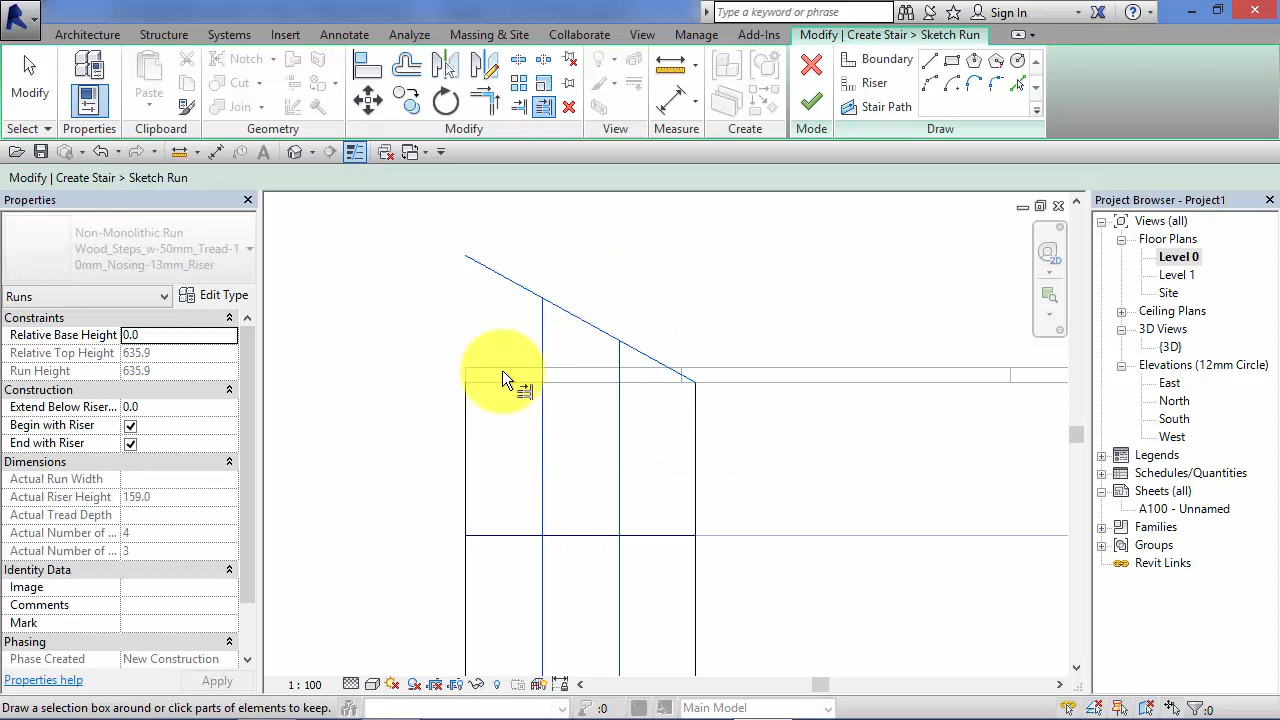 Type a keyword or phrase
Sign In
Architecture
Structure
Systems
Insert
Annotate
Analyze
Massing & Site
Collaborate
View
Manage
Add-Ins
Modify | Create Stair > Sketch Run
Modify
Paste
Notch
Cut
Join
Boundary
Riser
Stair Path
Select
Properties
Clipboard
Geometry
Modify
View
Measure
Create
Mode
Draw
Modify | Create Stair > Sketch Run
Properties
Non-Monolithic Run
Wood_Steps_w-50mm_Tread-1
0mm_Nosing-13mm_Riser
Runs
Edit Type
Constraints
Relative Base Height 0.0
Relative Top Height 635.9
Run Height 635.9
Construction
Extend Below Riser... 0.0
Begin with Riser
End with Riser
Dimensions
Actual Run Width
Actual Riser Height 159.0
Actual Tread Depth
Actual Number of ... 4
Actual Number of ... 3
Identity Data
Image
Comments
Mark
Phasing
Phase Created New Construction
Properties help
Apply
2D
Project Browser - Project1
Views (all)
Floor Plans
Level 0
Level 1
Site
Ceiling Plans
3D Views
{3D}
Elevations (12mm Circle)
East
North
South
West
Legends
Schedules/Quantities
Sheets (all)
A100 - Unnamed
Families
Groups
Revit Links
1 : 100
Draw a selection box around or click parts of elements to keep.
:0
Main Model
:0